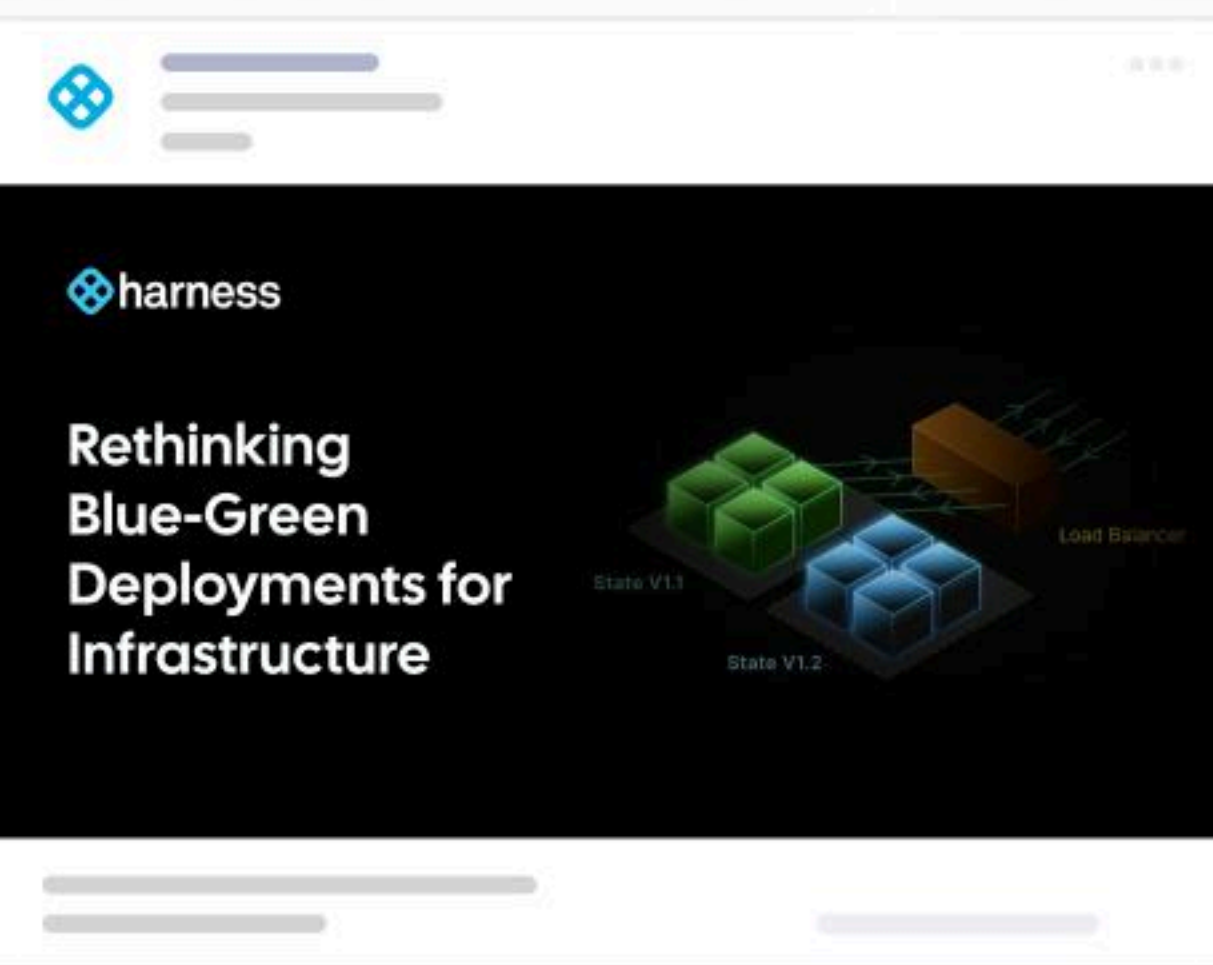 harness
Rethinking
Blue-Green
Deployments for
Infrastructure
Load Balancer
State V1.1
State V1.2